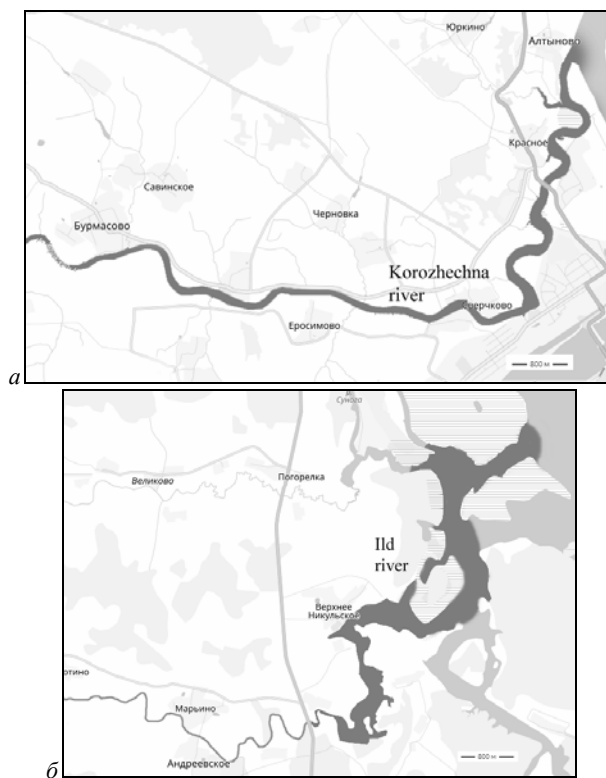 Юркино
Алтыново
Красное
Савинское
Бурмасово
Черновка
Korozhechna
river
Еросимово
800 м
а
Сунога
Великово
Погорелка
Ild
river
Верхнее
Никульское
Марьино
Андреевское
800 м
б